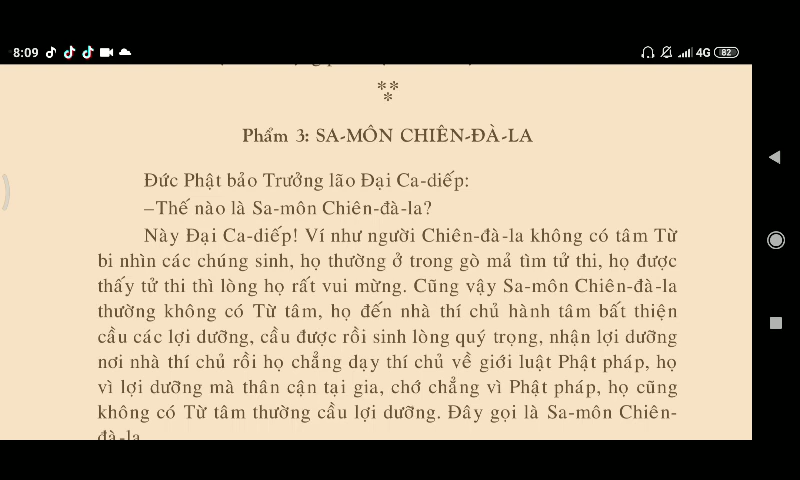 8:09
4G 82
**
*
Phẩm 3: SA-MÔN CHIÊN-ĐÀ-LA
Đức Phật bảo Trưởng lão Đại Ca-diếp:
–Thế nào là Sa-môn Chiên-đà-la?
Này Đại Ca-diếp! Ví như người Chiên-đà-la không có tâm Từ
bi nhìn các chúng sinh, họ thường ở trong gò mả tìm tử thi, họ được
thấy tử thi thì lòng họ rất vui mừng. Cũng vậy Sa-môn Chiên-đà-la
thường không có Từ tâm, họ đến nhà thí chủ hành tâm bất thiện
cầu các lợi dưỡng, cầu được rồi sinh lòng quý trọng, nhận lợi dưỡng
nơi nhà thí chủ rồi họ chẳng dạy thí chủ về giới luật Phật pháp, họ
vì lợi dưỡng mà thân cận tại gia, chớ chẳng vì Phật pháp, họ cũng
không có Từ tâm thường cầu lợi dưỡng. Đây gọi là Sa-môn Chiên-
đà-la